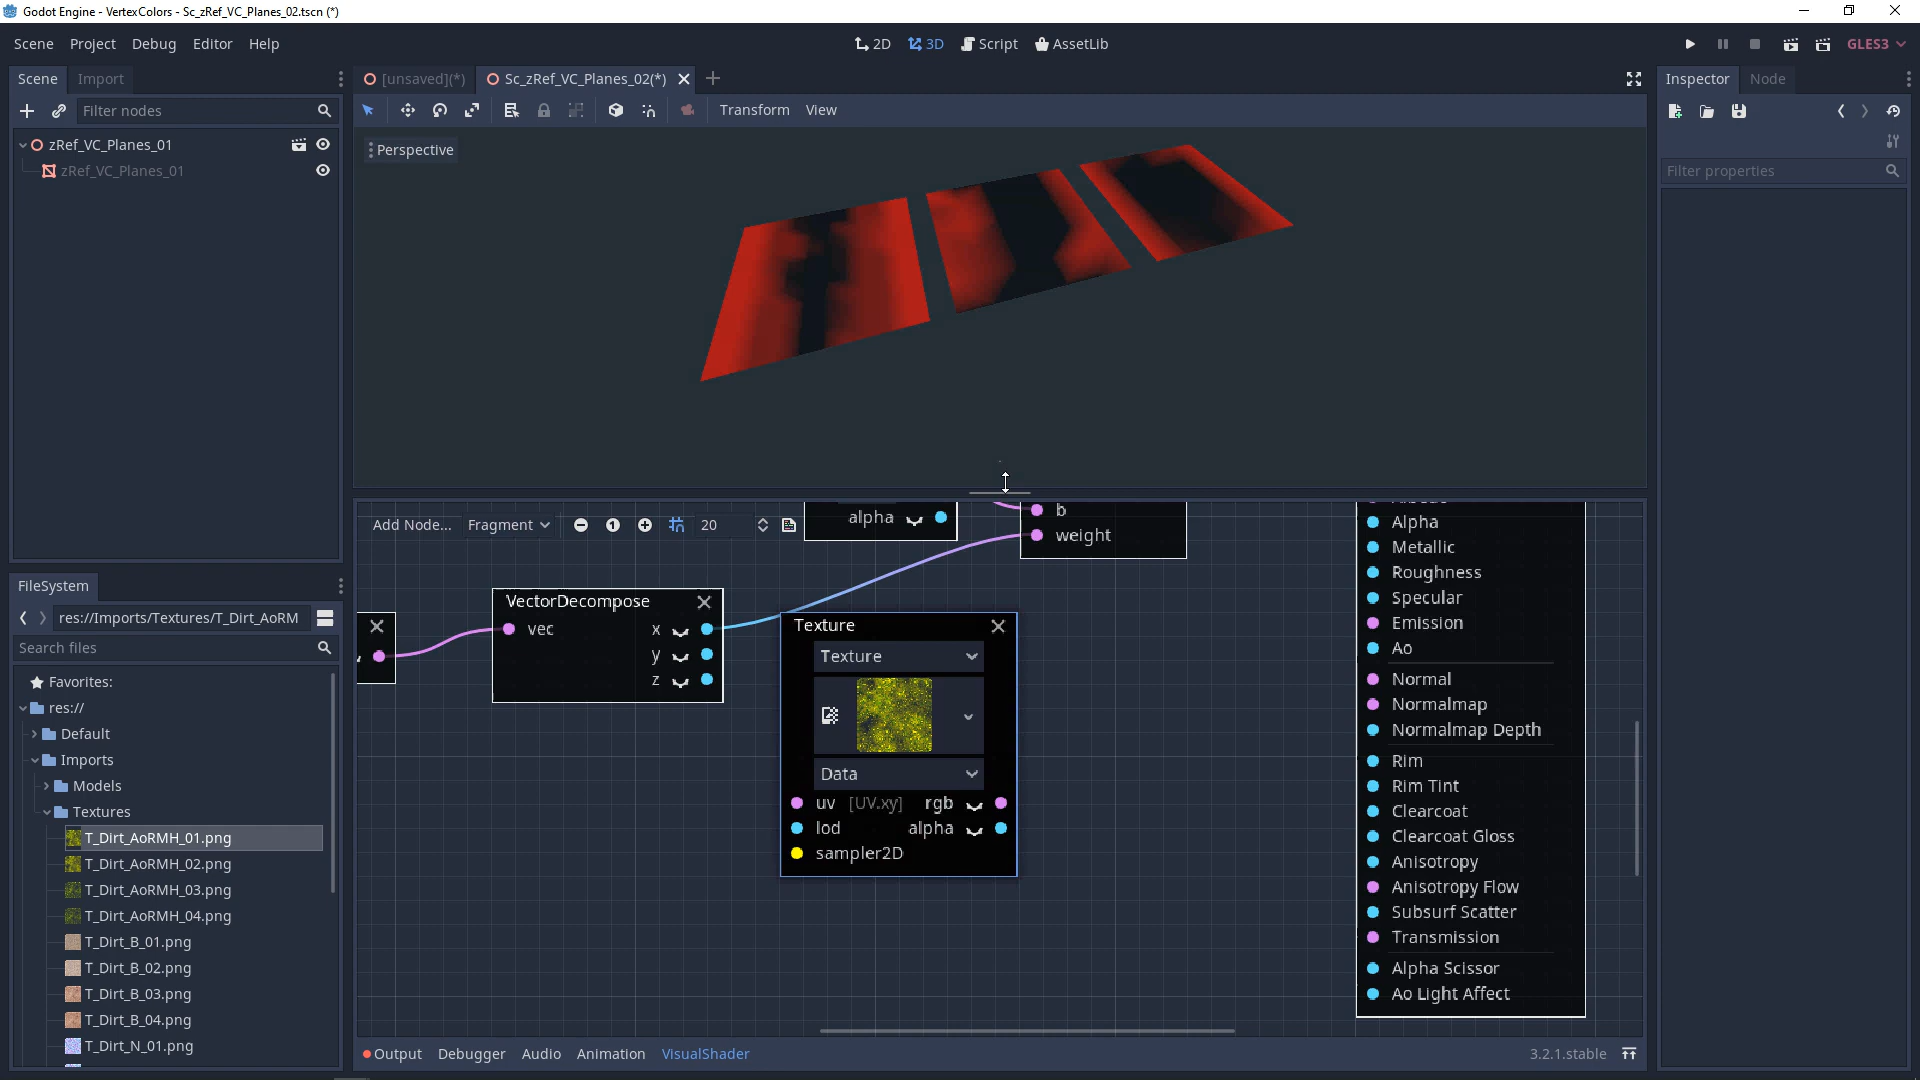 Godot Engine - VertexColors - Sc_zRef_VC_Planes_02.tscn (*)
Scene Project Debug Editor Help
2D 3D Script AssetLib
GLES3
Scene Import
[unsaved](*) Sc_zRef_VC_Planes_02(*)
Inspector Node
Filter nodes
Transform View
zRef_VC_Planes_01
zRef_VC_Planes_01
Perspective
Filter properties
Add Node... Fragment 20
alpha
b
weight
VectorDecompose
vec x
y
z
Texture
Texture
Data
uv [UV.xy] rgb
lod alpha
sampler2D
Alpha
Metallic
Roughness
Specular
Emission
Ao
Normal
Normalmap
Normalmap Depth
Rim
Rim Tint
Clearcoat
Clearcoat Gloss
Anisotropy
Anisotropy Flow
Subsurf Scatter
Transmission
Alpha Scissor
Ao Light Affect
FileSystem
res://Imports/Textures/T_Dirt_AoRM
Search files
Favorites:
res://
Default
Imports
Models
Textures
T_Dirt_AoRMH_01.png
T_Dirt_AoRMH_02.png
T_Dirt_AoRMH_03.png
T_Dirt_AoRMH_04.png
T_Dirt_B_01.png
T_Dirt_B_02.png
T_Dirt_B_03.png
T_Dirt_B_04.png
T_Dirt_N_01.png
Output Debugger Audio Animation VisualShader
3.2.1.stable